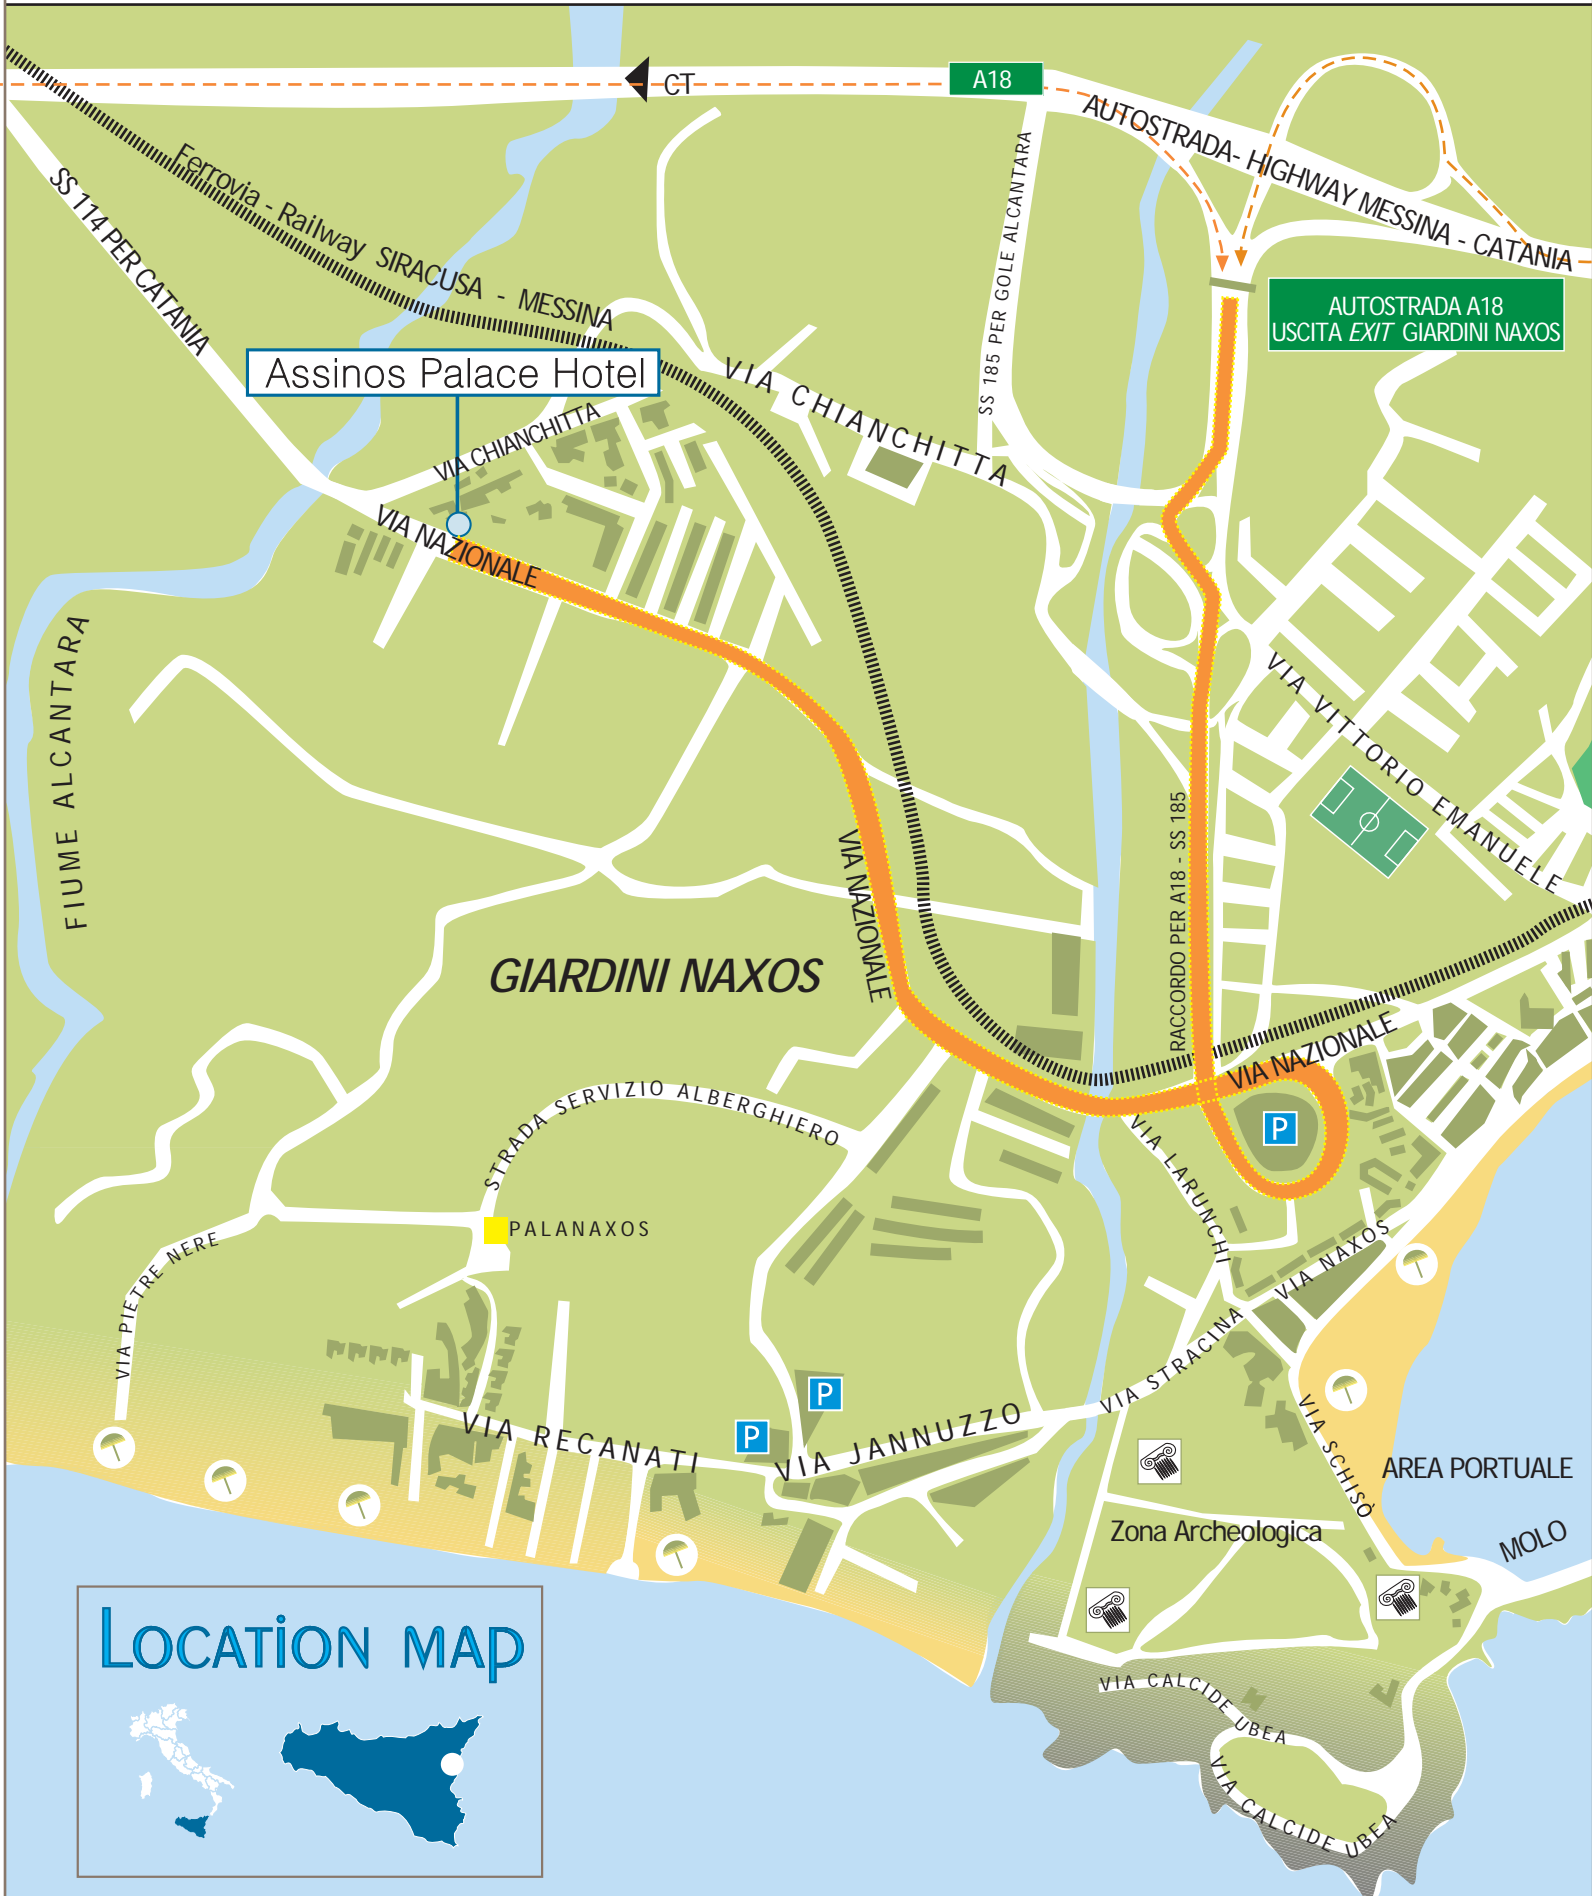 CT
A18
AUTOSTRADA- HIGHWAY MESSINA - CATANIA
SS 114 PER CATANIA
Ferrovia - Railway SIRACUSA - MESSINA
SS 185 PER GOLE ALCANTARA
AUTOSTRADA A18
USCITA EXIT GIARDINI NAXOS
Assinos Palace Hotel
VIA CHIANCHITTA
VIA CHIANCHITTA
VIA NAZIONALE
FIUME ALCANTARA
VIA VITTORIO EMANUELE
VIA NAZIONALE
RACCORDO PER A18 - SS 185
GIARDINI NAXOS
VIA NAZIONALE
STRADA SERVIZIO ALBERGHIERO
P
VIA LARUNCHI
PALANAXOS
VIA PIETRE NERE
VIA NAXOS
VIA STRACINA
P
P
VIA RECANATI
VIA JANNUZZO
VIA SCHISÒ
AREA PORTUALE
Zona Archeologica
MOLO
LOCATiON MAP
VIA CALCIDE UBEA
VIA CALCIDE UBEA